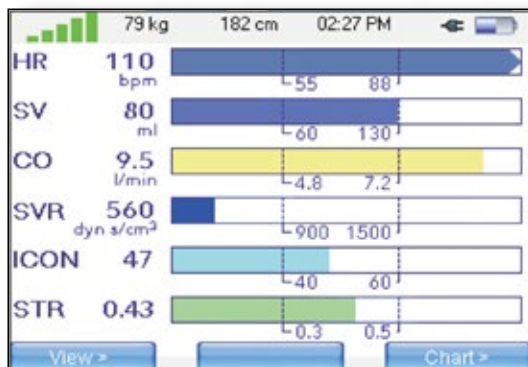 79 kg 182 cm 02:27 PM
HR 110
bpm 55 88
SV 80
ml 60 130
CO 9.5
l/min 4.8 7.2
SVR 560
dyn s/cm³ 900 1500
ICON 47
40 60
STR 0.43
0.3 0.5
View > Chart >